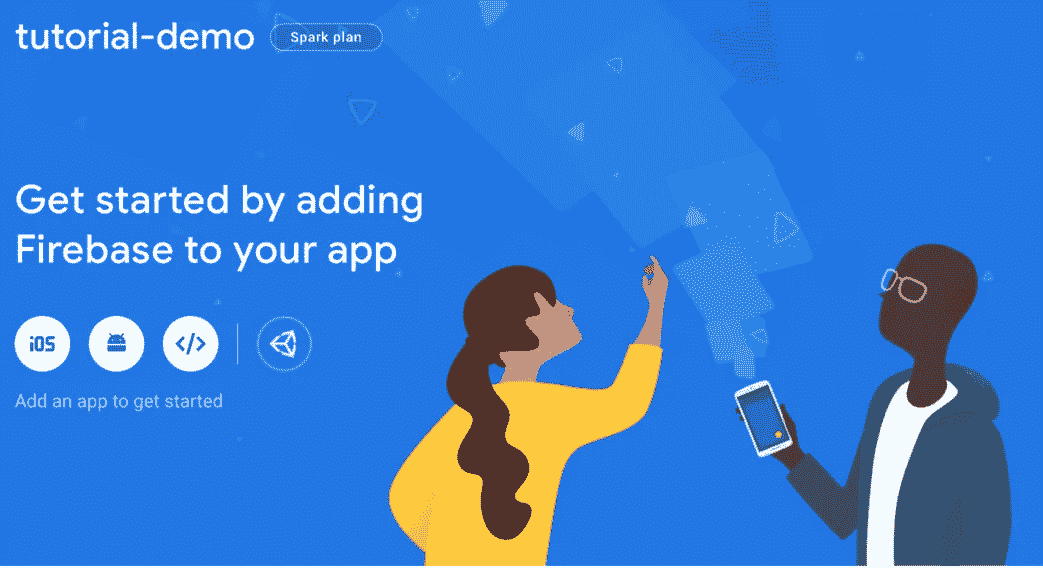 tutorial-demo Spark plan
Get started by adding
Firebase to your app
iOS </>
Add an app to get started